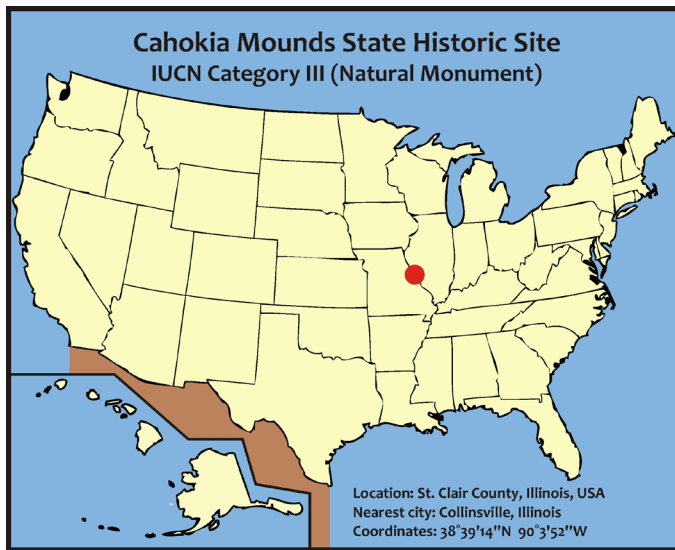 Cahokia Mounds State Historic Site
IUCN Category III (Natural Monument)
Location: St. Clair County, Illinois, USA
Nearest city: Collinsville, Illinois
Coordinates: 38°39'14"N 90°3'52"W